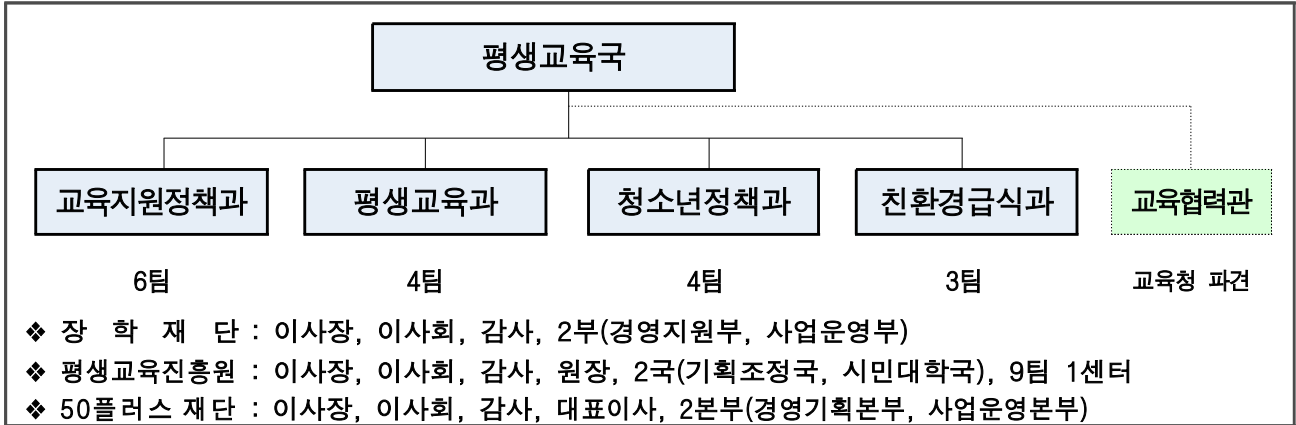 평생교육국
교육지원정책과 평생교육과 청소년정책과 친환경급식과 교육협력관
6팀 4팀 4팀 3팀 교육청 파견
❖ 장 학 재 단 : 이사장, 이사회, 감사, 2부(경영지원부, 사업운영부)
❖ 평생교육진흥원 : 이사장, 이사회, 감사, 원장, 2국(기획조정국, 시민대학국), 9팀 1센터
❖ 50플러스 재단 : 이사장, 이사회, 감사, 대표이사, 2본부(경영기획본부, 사업운영본부)